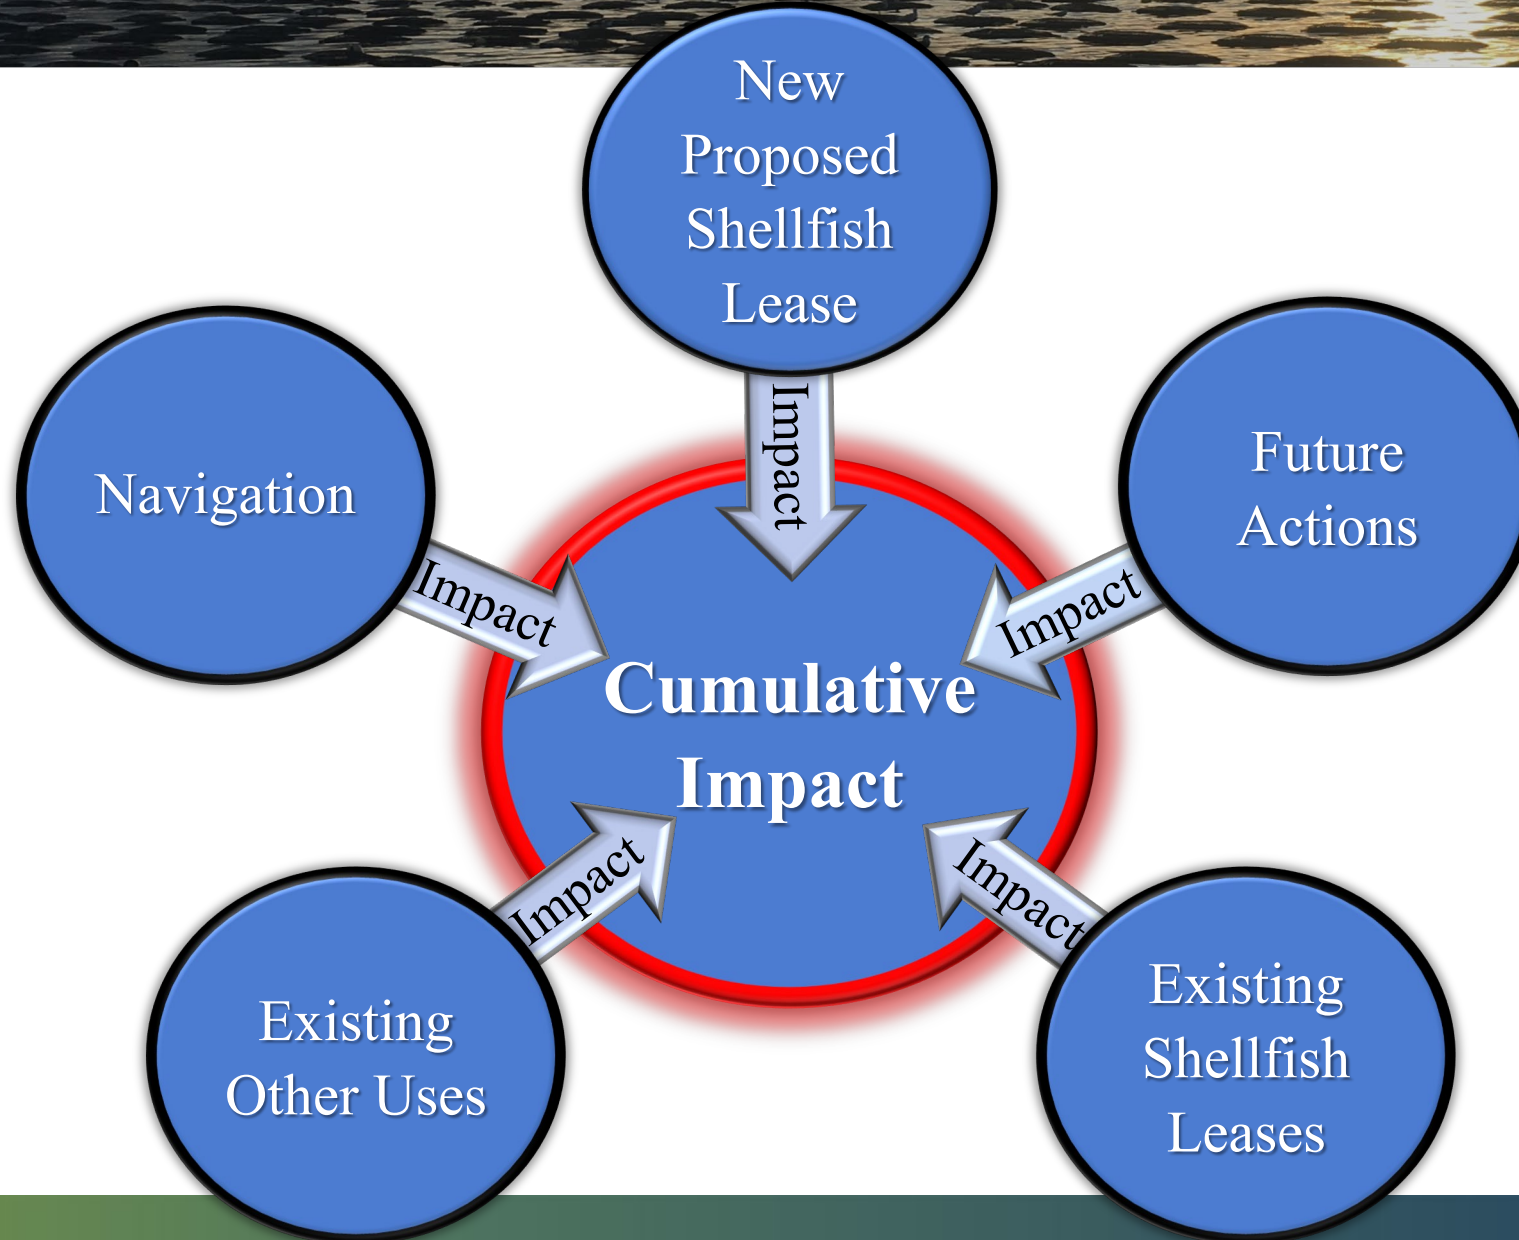 New
Proposed
Shellfish
Lease
Impact
Navigation
Impact
Future
Actions
Impact
Cumulative
Impact
Existing
Other Uses
Impact
Existing
Shellfish
Leases
Impact